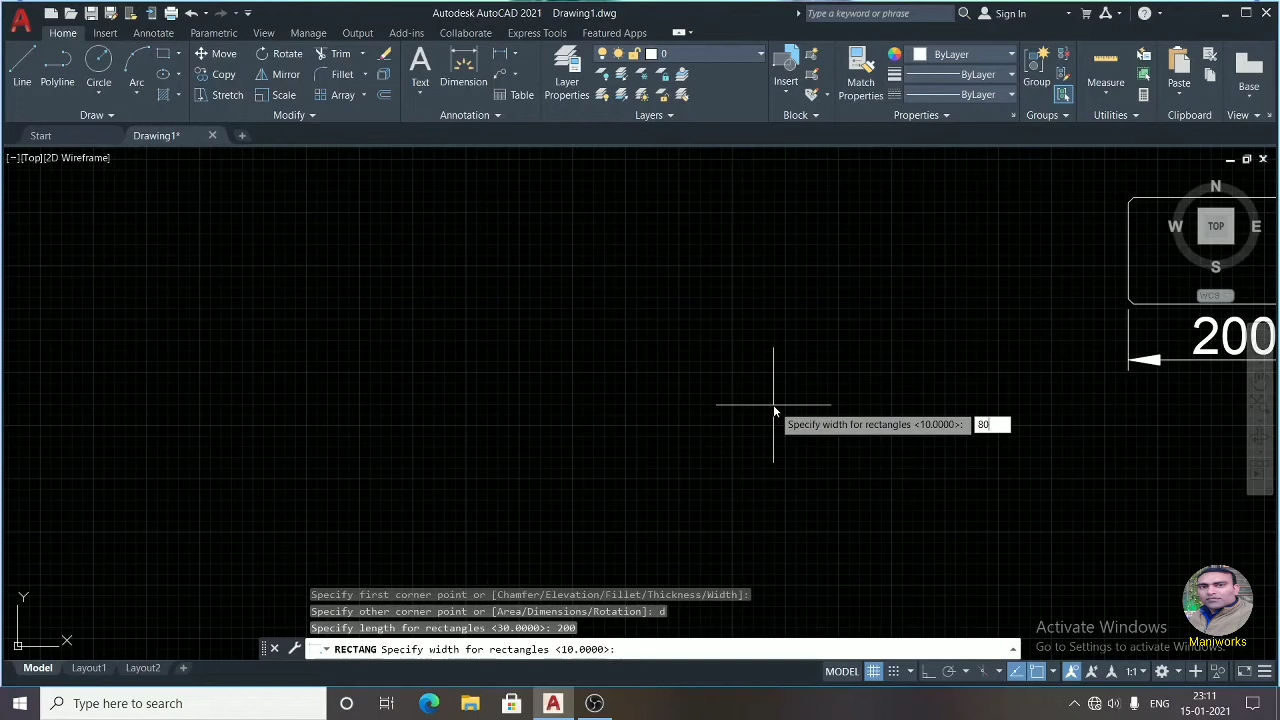 Autodesk AutoCAD 2021 Drawing1.dwg
Type a keyword or phrase
Sign In
Home Insert Annotate Parametric View Manage Output Add-ins Collaborate Express Tools Featured Apps
Line Polyline Circle Arc
Move Rotate Trim
Copy Mirror Fillet
Stretch Scale Array
Text Dimension Table
Layer Properties
0
Insert
Match Properties
ByLayer
ByLayer
ByLayer
Group
Measure
Paste
Base
Draw Modify Annotation Layers Block Properties Groups Utilities Clipboard View
Start Drawing1*
[−][Top][2D Wireframe]
N
W TOP E
S
WCS
200
Specify width for rectangles <10.0000>: 80
Specify first corner point or [Chamfer/Elevation/Fillet/Thickness/Width]:
Specify other corner point or [Area/Dimensions/Rotation]: d
Specify length for rectangles <30.0000>: 200
RECTANG Specify width for rectangles <10.0000>:
Y
X
Activate Windows
Go to Settings to activate Windows.
Maniworks
Model Layout1 Layout2
MODEL 1:1
Type here to search
ENG
23:11
15-01-2021